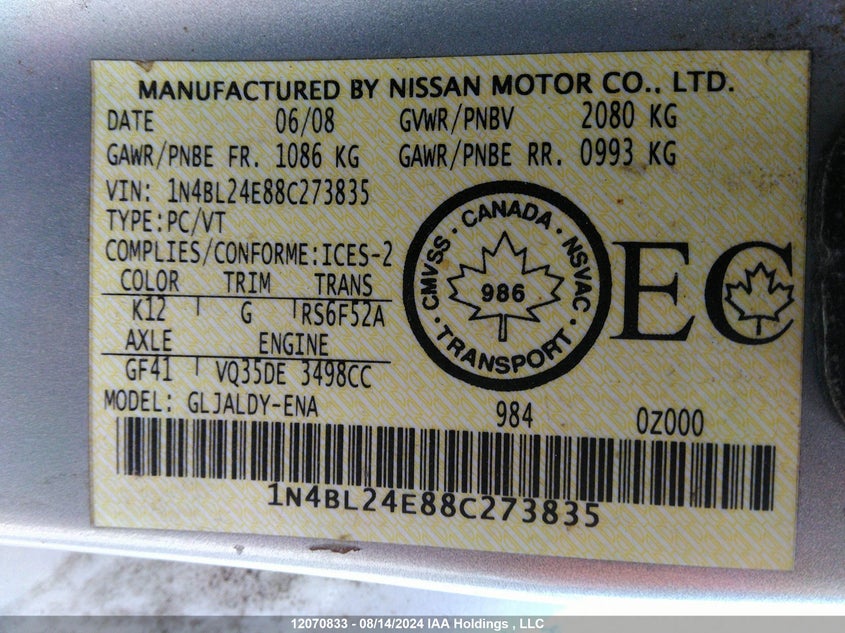 MANUFACTURED BY NISSAN MOTOR CO., LTD.
DATE 06/08 GVWR/PNBV 2080 KG
GAWR/PNBE FR. 1086 KG GAWR/PNBE RR. 0993 KG
VIN: 1N4BL24E88C273835
TYPE:PC/VT
COMPLIES/CONFORME:ICES-2
COLOR TRIM TRANS
K12 G RS6F52A
AXLE ENGINE
GF41 VQ35DE 3498CC
MODEL: GLJALDY-ENA
CMVSS · CANADA · NSVAC · TRANSPORT ·
986
EC
984 0Z000
1N4BL24E88C273835
12070833 - 08/14/2024 IAA Holdings , LLC